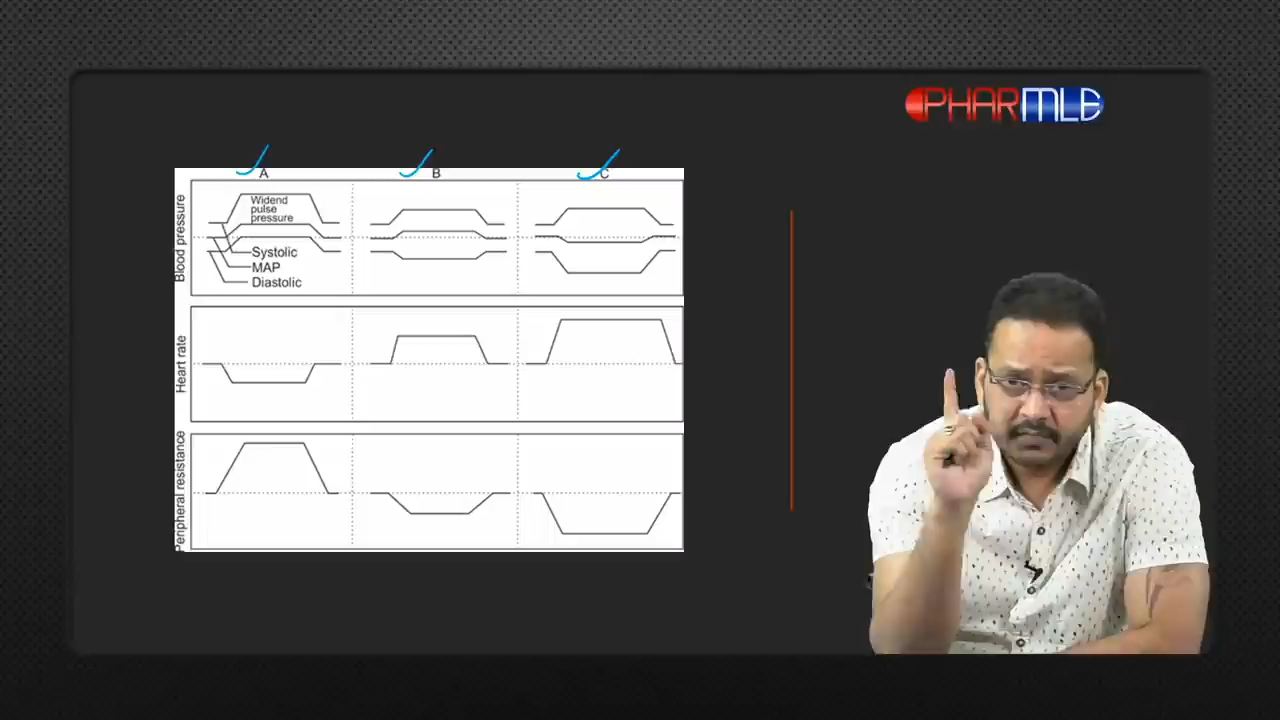 PHARMLE
A B C
Blood pressure
Widend
pulse
pressure
Systolic
MAP
Diastolic
Heart rate
Peripheral resistance